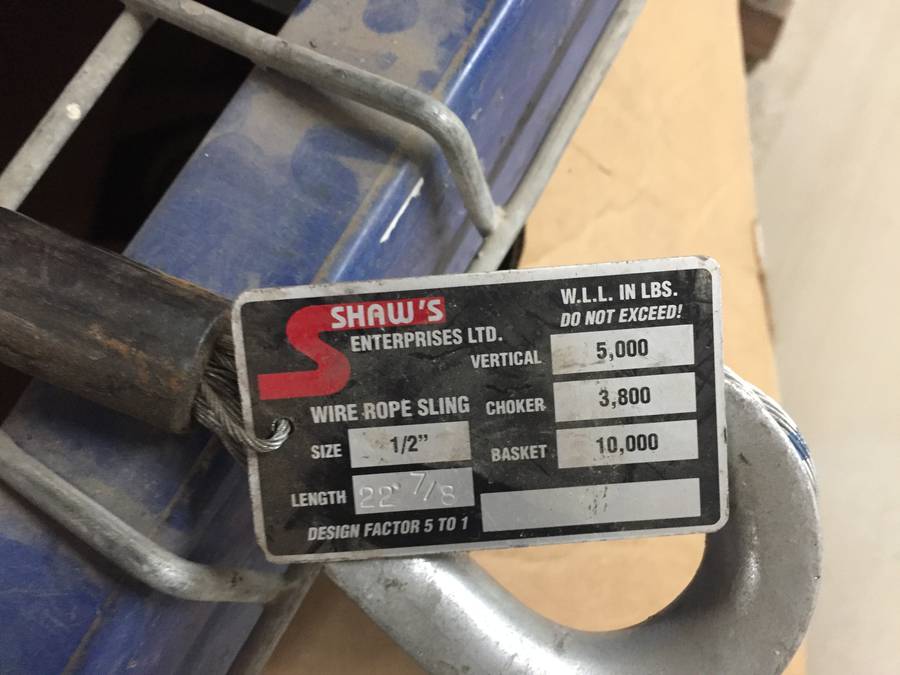 SHAW'S
ENTERPRISES LTD.
W.L.L. IN LBS.
DO NOT EXCEED!
VERTICAL 5,000
WIRE ROPE SLING CHOKER 3,800
SIZE 1/2" BASKET 10,000
LENGTH 22' 7/8
DESIGN FACTOR 5 TO 1